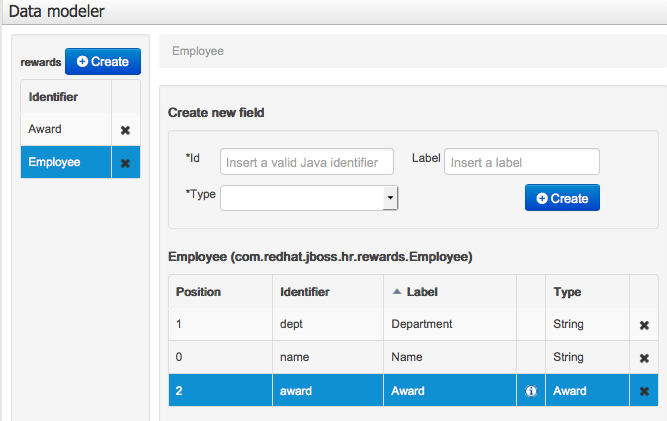 Data modeler
rewards Create
Identifier
Award
Employee
Employee
Create new field
*Id Insert a valid Java identifier Label Insert a label
*Type Create
Employee (com.redhat.jboss.hr.rewards.Employee)
Position Identifier Label Type
1 dept Department String
0 name Name String
2 award Award Award